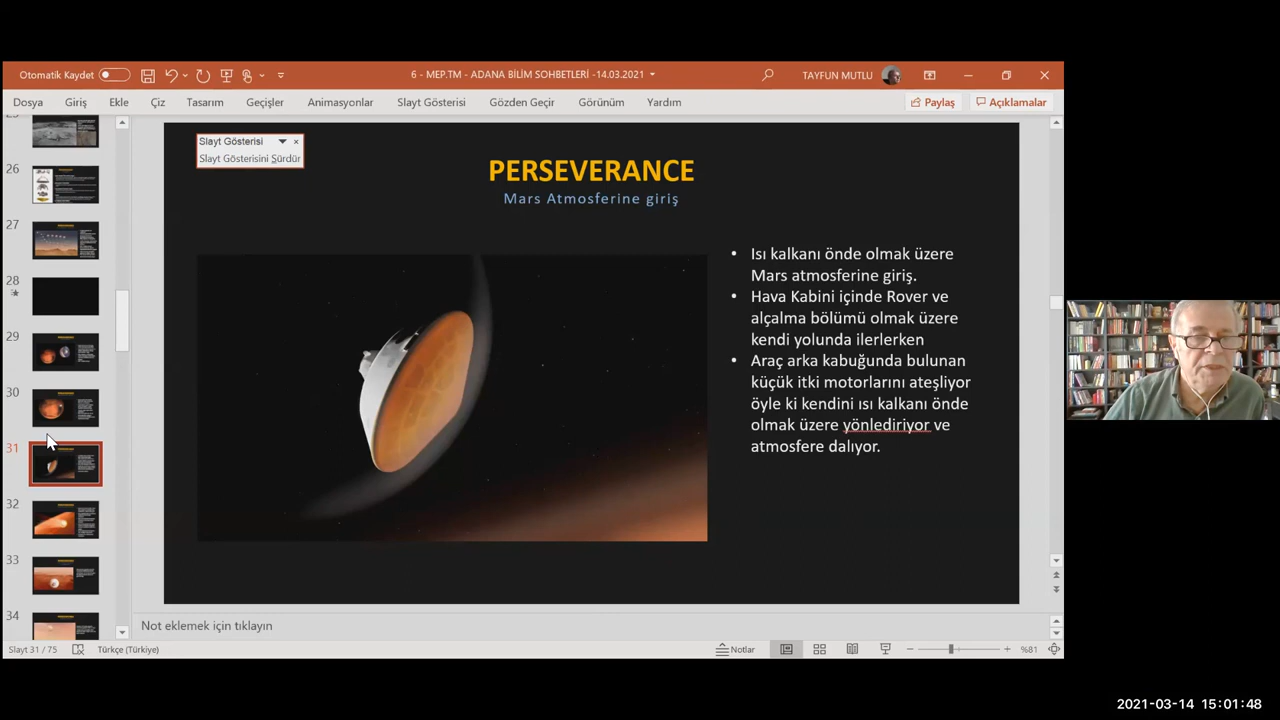 Otomatik Kaydet
6 - MEP.TM - ADANA BİLİM SOHBETLERİ -14.03.2021
TAYFUN MUTLU
Dosya Giriş Ekle Çiz Tasarım Geçişler Animasyonlar Slayt Gösterisi Gözden Geçir Görünüm Yardım Paylaş Açıklamalar
Slayt Gösterisi
Slayt Gösterisini Sürdür
26
27
28
29
30
31
32
33
34
PERSEVERANCE
Mars Atmosferine giriş
• Isı kalkanı önde olmak üzere
Mars atmosferine giriş.
• Hava Kabini içinde Rover ve
alçalma bölümü olmak üzere
kendi yolunda ilerlerken
• Araç arka kabuğunda bulunan
küçük itki motorlarını ateşliyor
öyle ki kendini ısı kalkanı önde
olmak üzere yönlediriyor ve
atmosfere dalıyor.
Not eklemek için tıklayın
Slayt 31 / 75 Türkçe (Türkiye) Notlar %81
2021-03-14 15:01:48